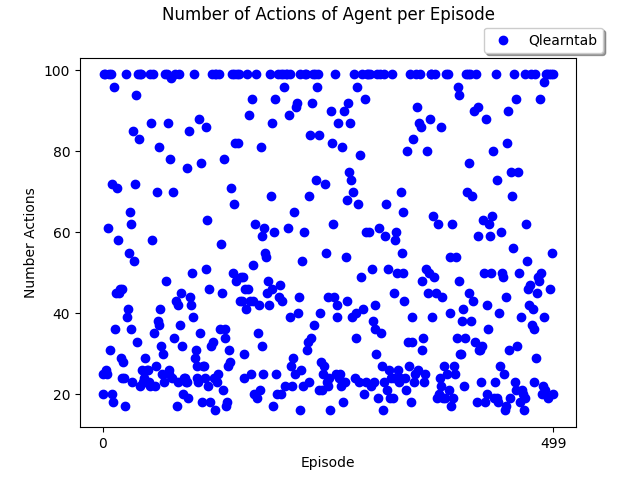 Number of Actions of Agent per Episode
Qlearntab
100
80
60
40
20
Number Actions
0
499
Episode